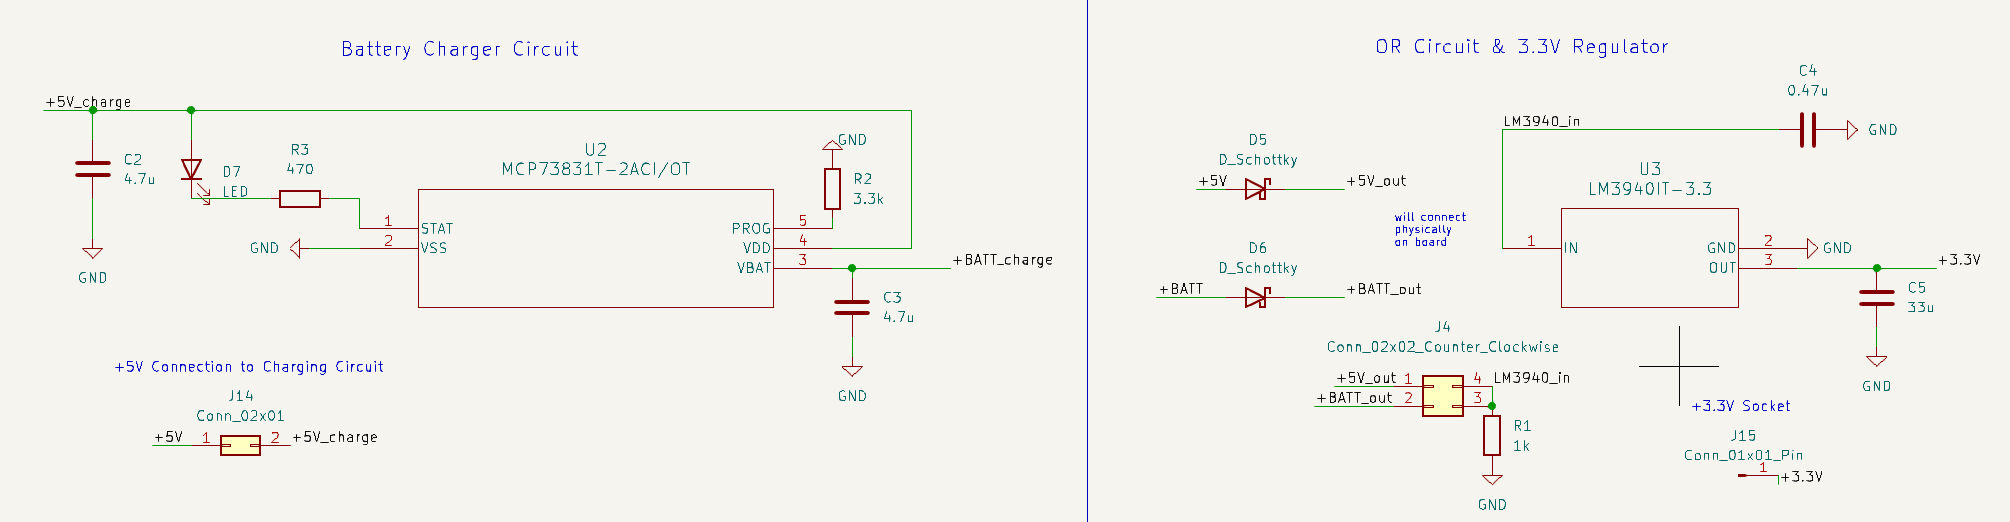 Battery Charger Circuit
+5V_charge
C2
4.7u
GND
D7
LED
R3
470
GND
U2
MCP73831T-2ACI/OT
1
STAT
2
VSS
PROG
5
VDD
4
VBAT
3
GND
R2
3.3k
+BATT_charge
C3
4.7u
GND
+5V Connection to Charging Circuit
J14
Conn_02x01
+5V
1
2
+5V_charge
OR Circuit & 3.3V Regulator
C4
0.47u
GND
LM3940_in
D5
D_Schottky
+5V
+5V_out
will connect
physically
on board
D6
D_Schottky
+BATT
+BATT_out
U3
LM3940IT-3.3
1
IN
GND
2
GND
OUT
3
+3.3V
C5
33u
GND
J4
Conn_02x02_Counter_Clockwise
+5V_out
1
4
LM3940_in
+BATT_out
2
3
R1
1k
GND
+3.3V Socket
J15
Conn_01x01_Pin
1
+3.3V